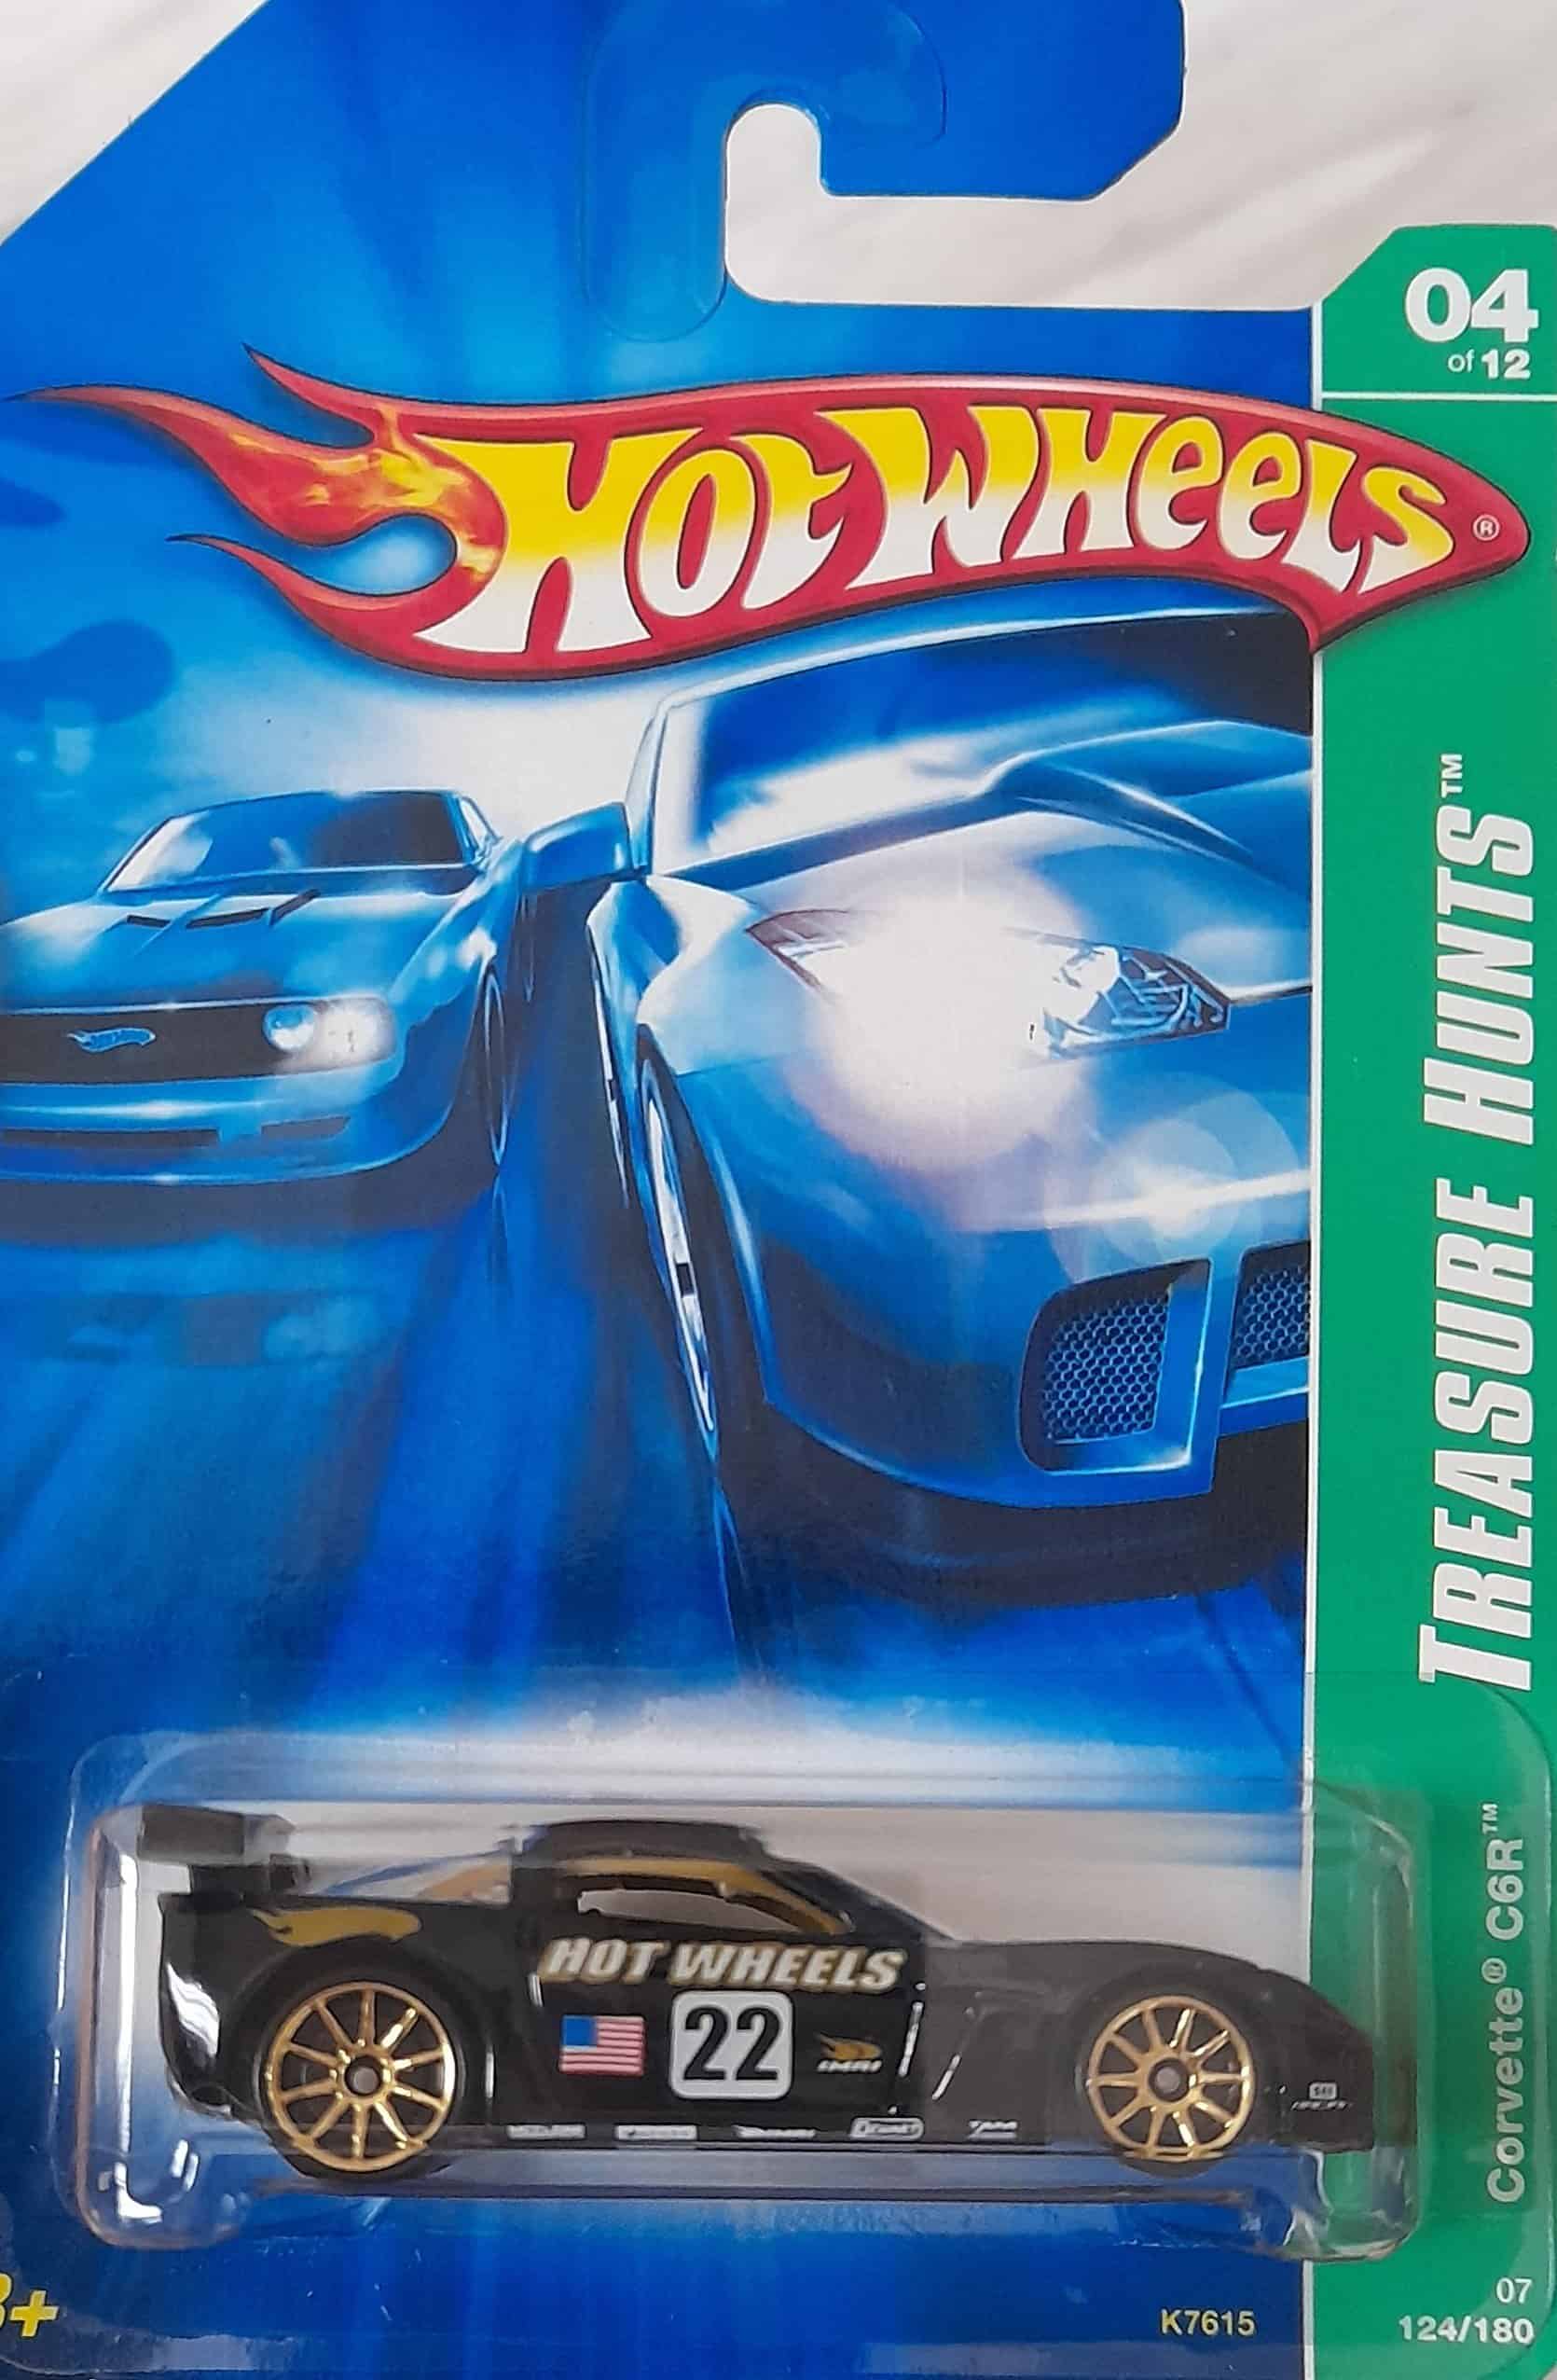 04
of 12
HOT WHEELS ®
TREASURE HUNTS™
Corvette® C6R™
HOT WHEELS
22
K7615
07
124/180